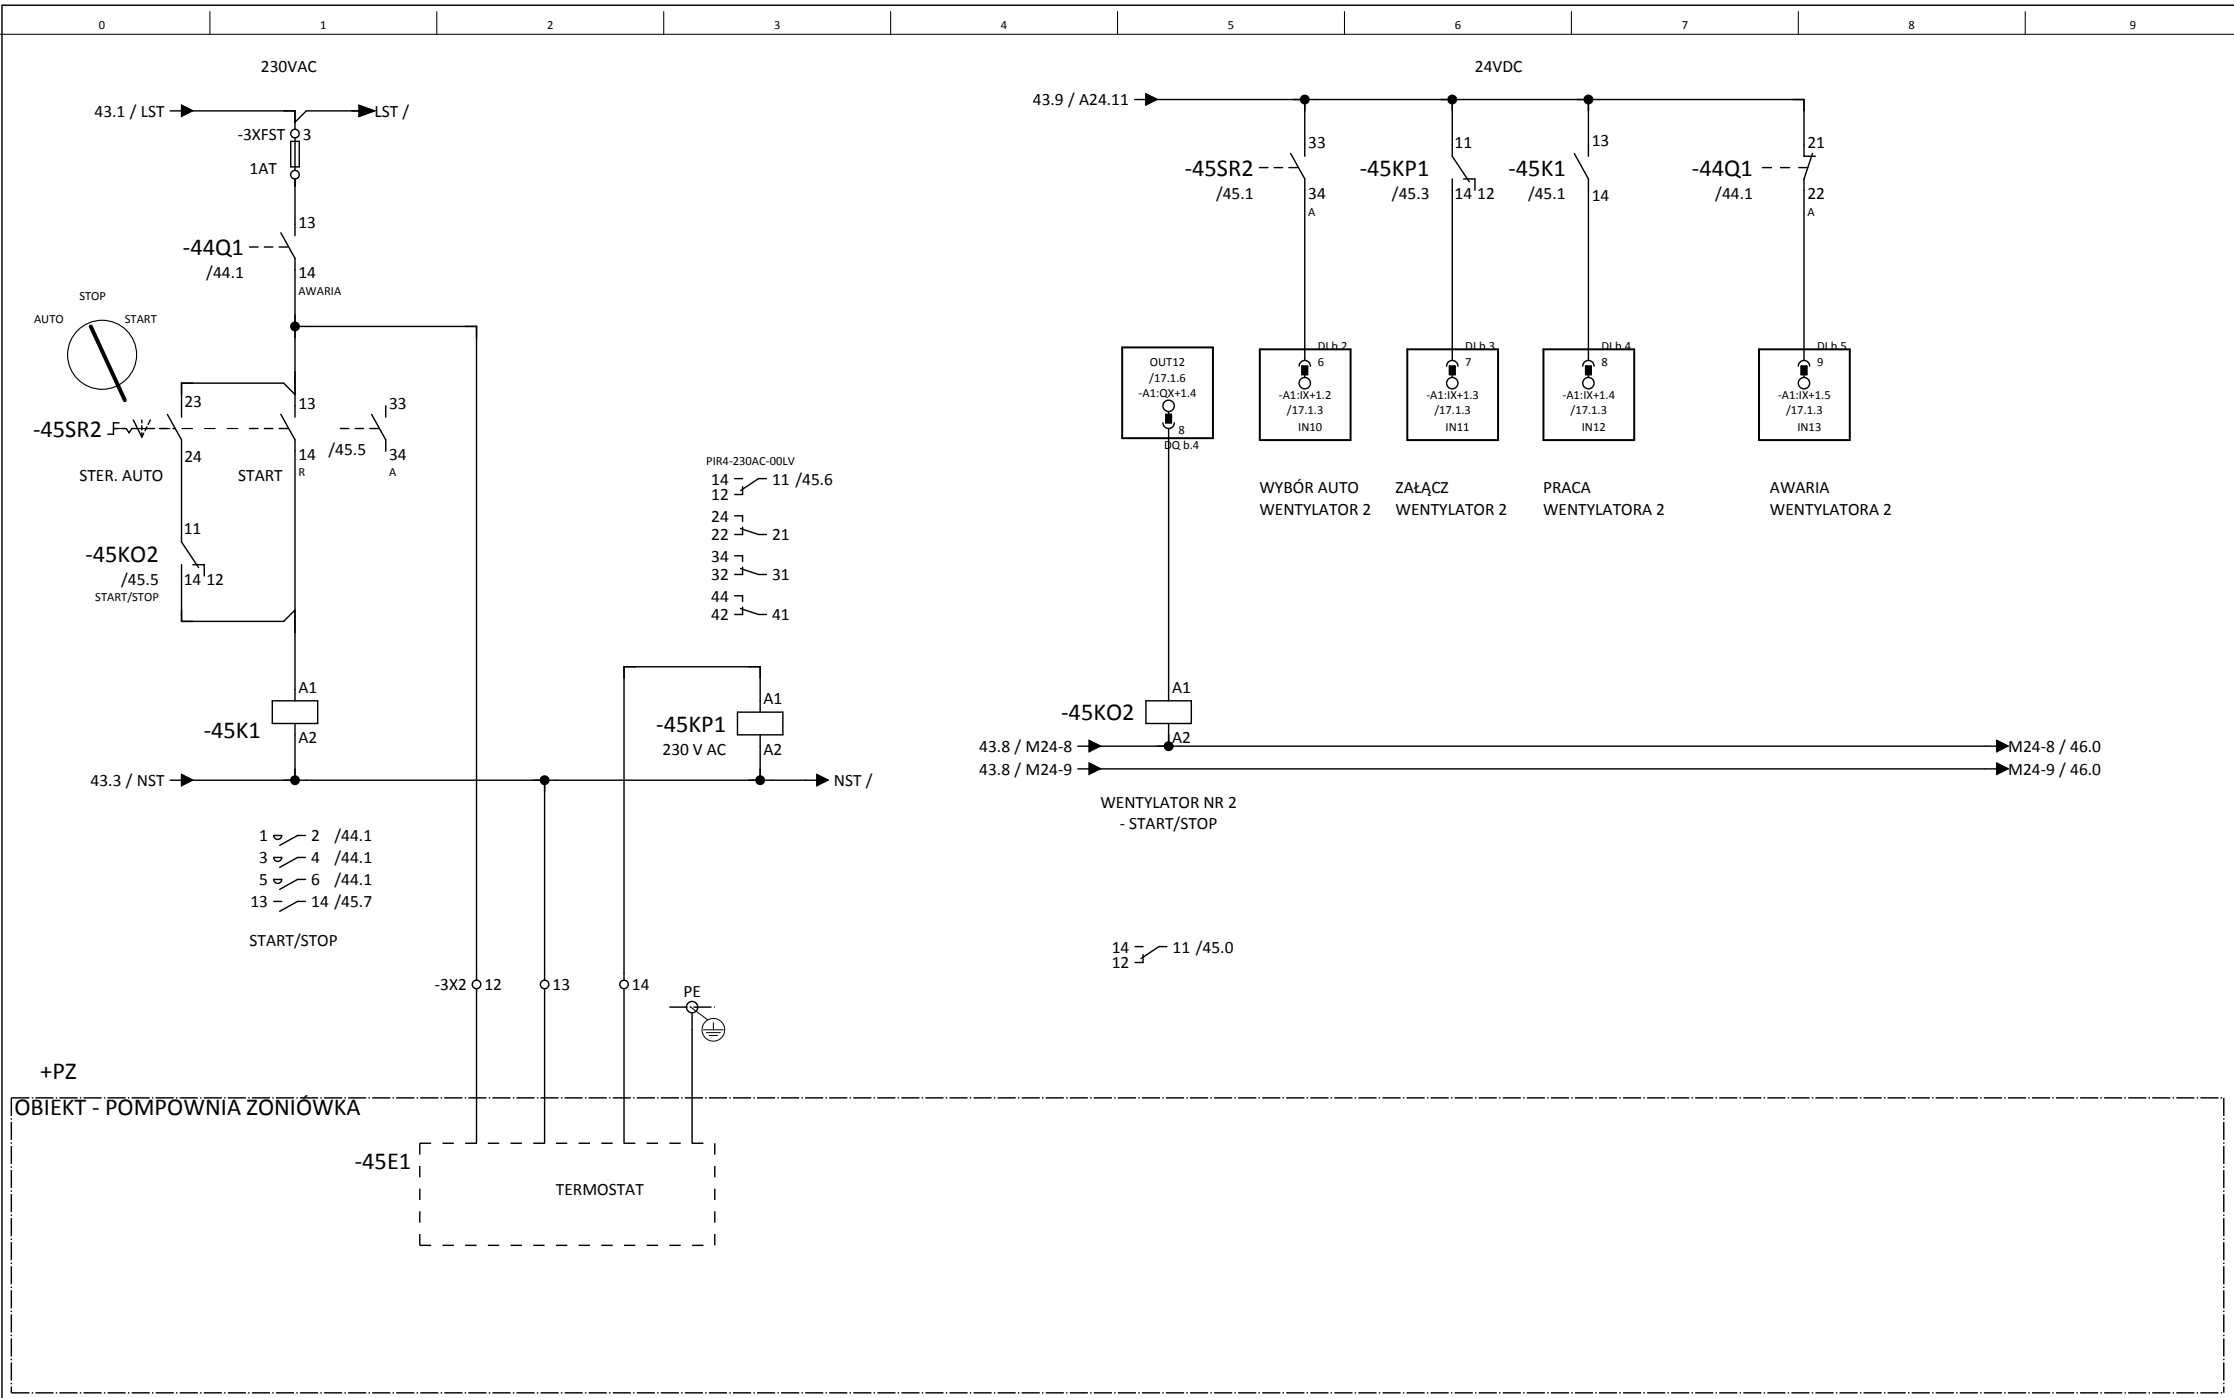 0 1 2 3 4 5 6 7 8 9
230VAC
24VDC
43.1 / LST
LST /
-3XFST 3
1AT
13
-44Q1
/44.1
14
AWARIA
STOP
AUTO
START
23
13
33
-45SR2
24
14
R
/45.5
34
A
STER. AUTO
START
11
-45KO2
/45.5
14 12
START/STOP
A1
-45K1
A2
43.3 / NST
NST /
1 2 /44.1
3 4 /44.1
5 6 /44.1
13 14 /45.7
START/STOP
PIR4-230AC-00LV
14 11 /45.6
12
24
22 21
34
32 31
44
42 41
A1
-45KP1
230 V AC
A2
-3X2 12
13
14
PE
43.9 / A24.11
33
-45SR2
/45.1
34
A
11
-45KP1
/45.3
14 12
13
-45K1
/45.1
14
21
-44Q1
/44.1
22
A
OUT12
/17.1.6
-A1:QX+1.4
8
DQ b.4
DI b.2
6
-A1:IX+1.2
/17.1.3
IN10
DI b.3
7
-A1:IX+1.3
/17.1.3
IN11
DI b.4
8
-A1:IX+1.4
/17.1.3
IN12
DI b.5
9
-A1:IX+1.5
/17.1.3
IN13
WYBÓR AUTO
WENTYLATOR 2
ZAŁĄCZ
WENTYLATOR 2
PRACA
WENTYLATORA 2
AWARIA
WENTYLATORA 2
A1
-45KO2
A2
43.8 / M24-8
M24-8 / 46.0
43.8 / M24-9
M24-9 / 46.0
WENTYLATOR NR 2
- START/STOP
14 11 /45.0
12
+PZ
OBIEKT - POMPOWNIA ZONIÓWKA
-45E1
TERMOSTAT